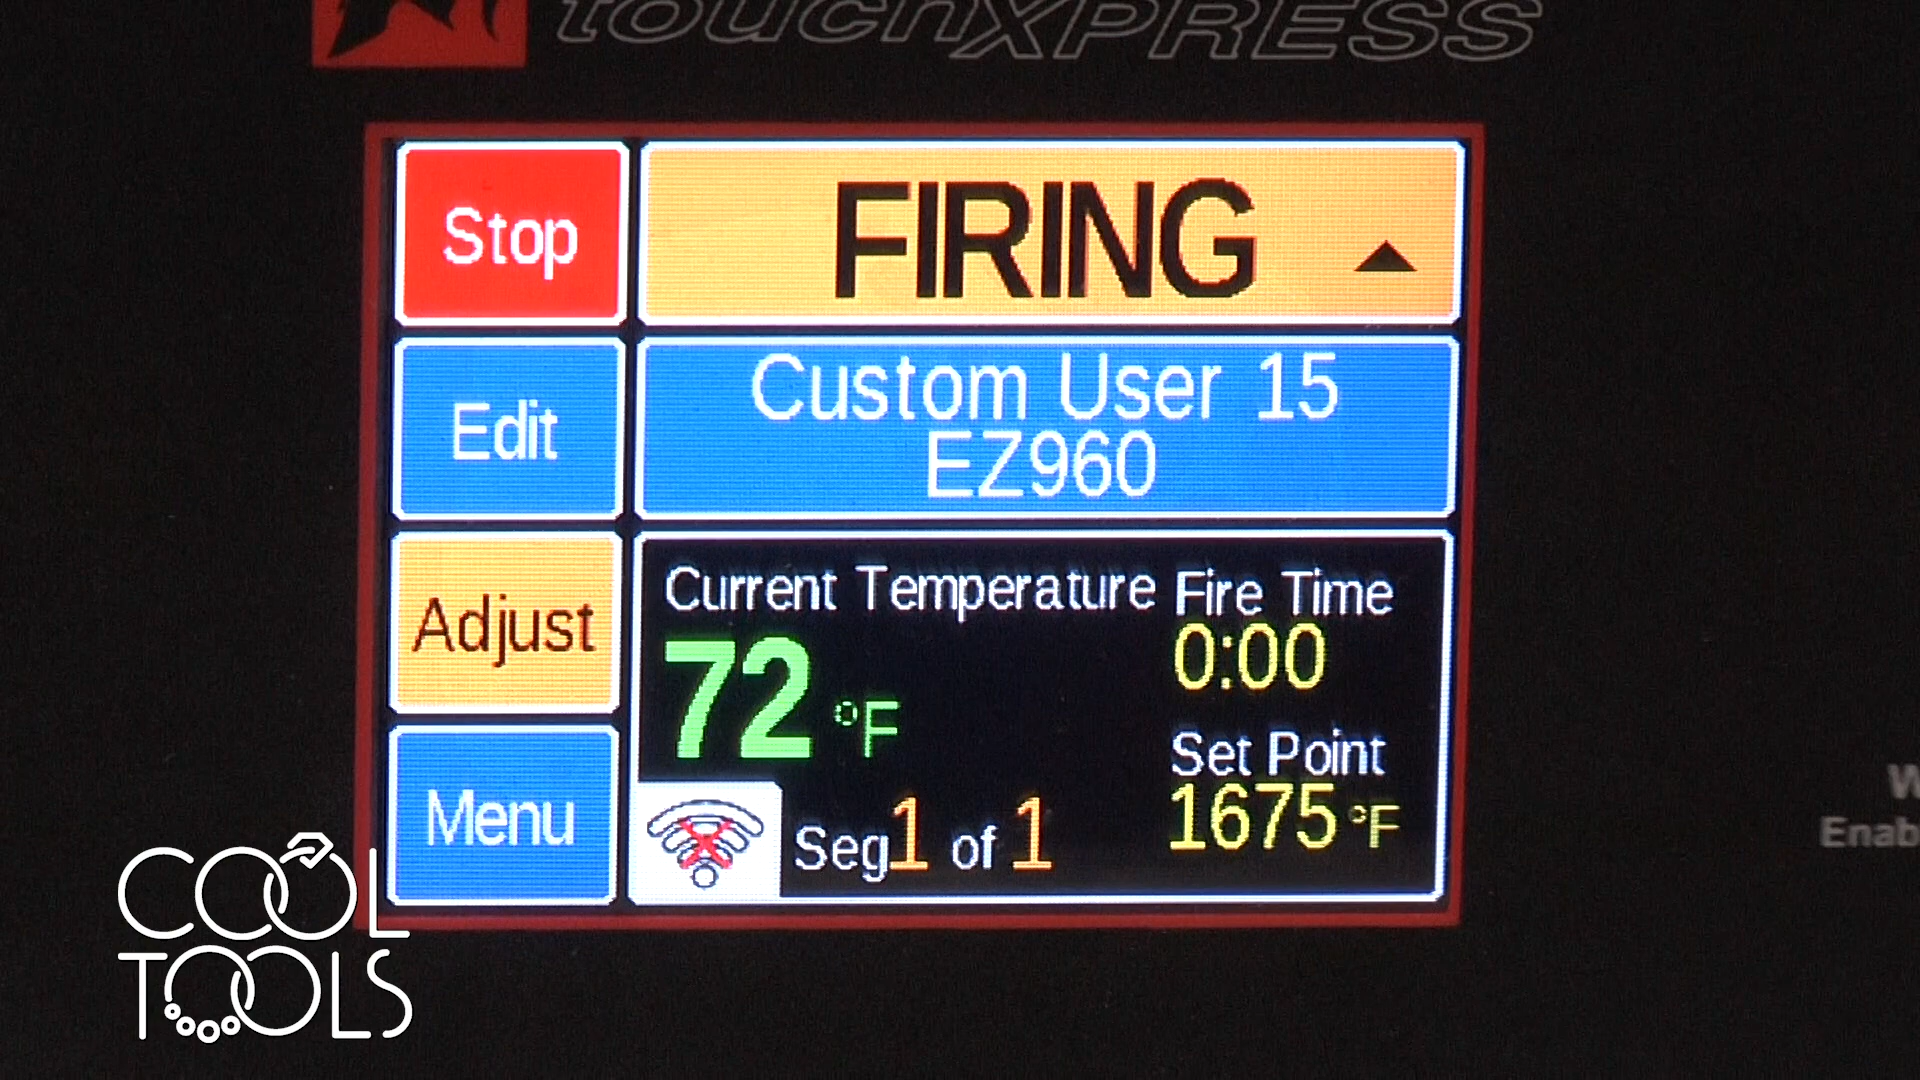 touchXPRESS
Stop
FIRING
Edit
Custom User 15
EZ960
Adjust
Current Temperature
72 °F
Fire Time
0:00
Set Point
1675 °F
Menu
Seg 1 of 1
COOL
TOOLS